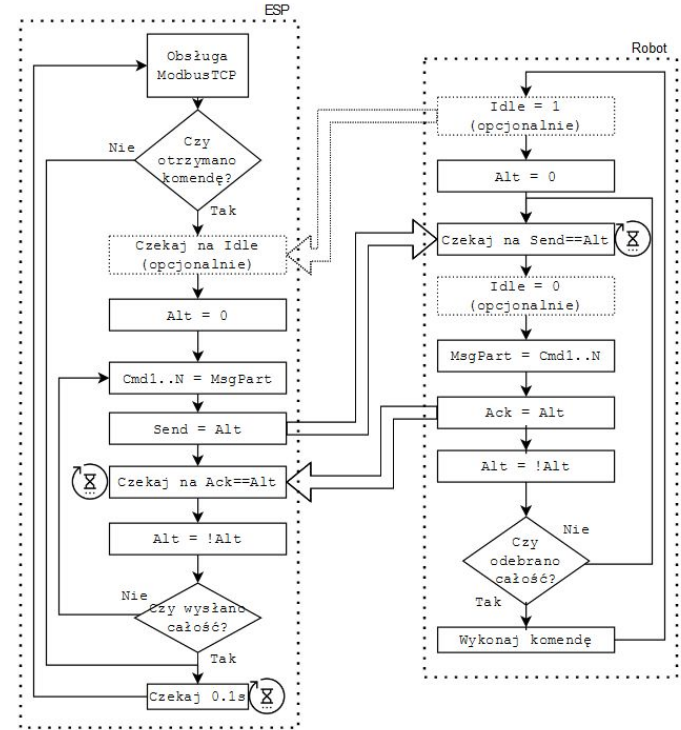 ESP
Obsługa
ModbusTCP
Czy
otrzymano
komendę?
Nie
Tak
Czekaj na Idle
(opcjonalnie)
Alt = 0
Cmd1..N = MsgPart
Send = Alt
Czekaj na Ack==Alt
Alt = !Alt
Nie
Czy wysłano
całość?
Tak
Czekaj 0.1s
Robot
Idle = 1
(opcjonalnie)
Alt = 0
Czekaj na Send==Alt
Idle = 0
(opcjonalnie)
MsgPart = Cmd1..N
Ack = Alt
Alt = !Alt
Nie
Czy
odebrano
całość?
Tak
Wykonaj komendę